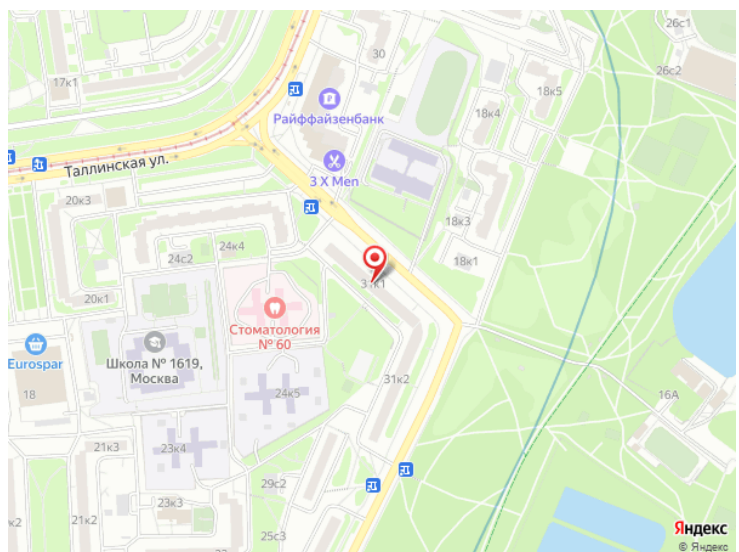 26с1
30
26с2
17к1
18к5
Райффайзенбанк
18к4
Таллинская ул.
3 X Men
20к3
18к3
24к4
24с2
18к1
31к1
20к1
Стоматология
№ 60
Eurospar
Школа № 1619,
Москва
31к2
18
24к5
16А
21к3
23к4
29с2
23к3
21к2
к2
25с3
Яндекс
© Яндекс